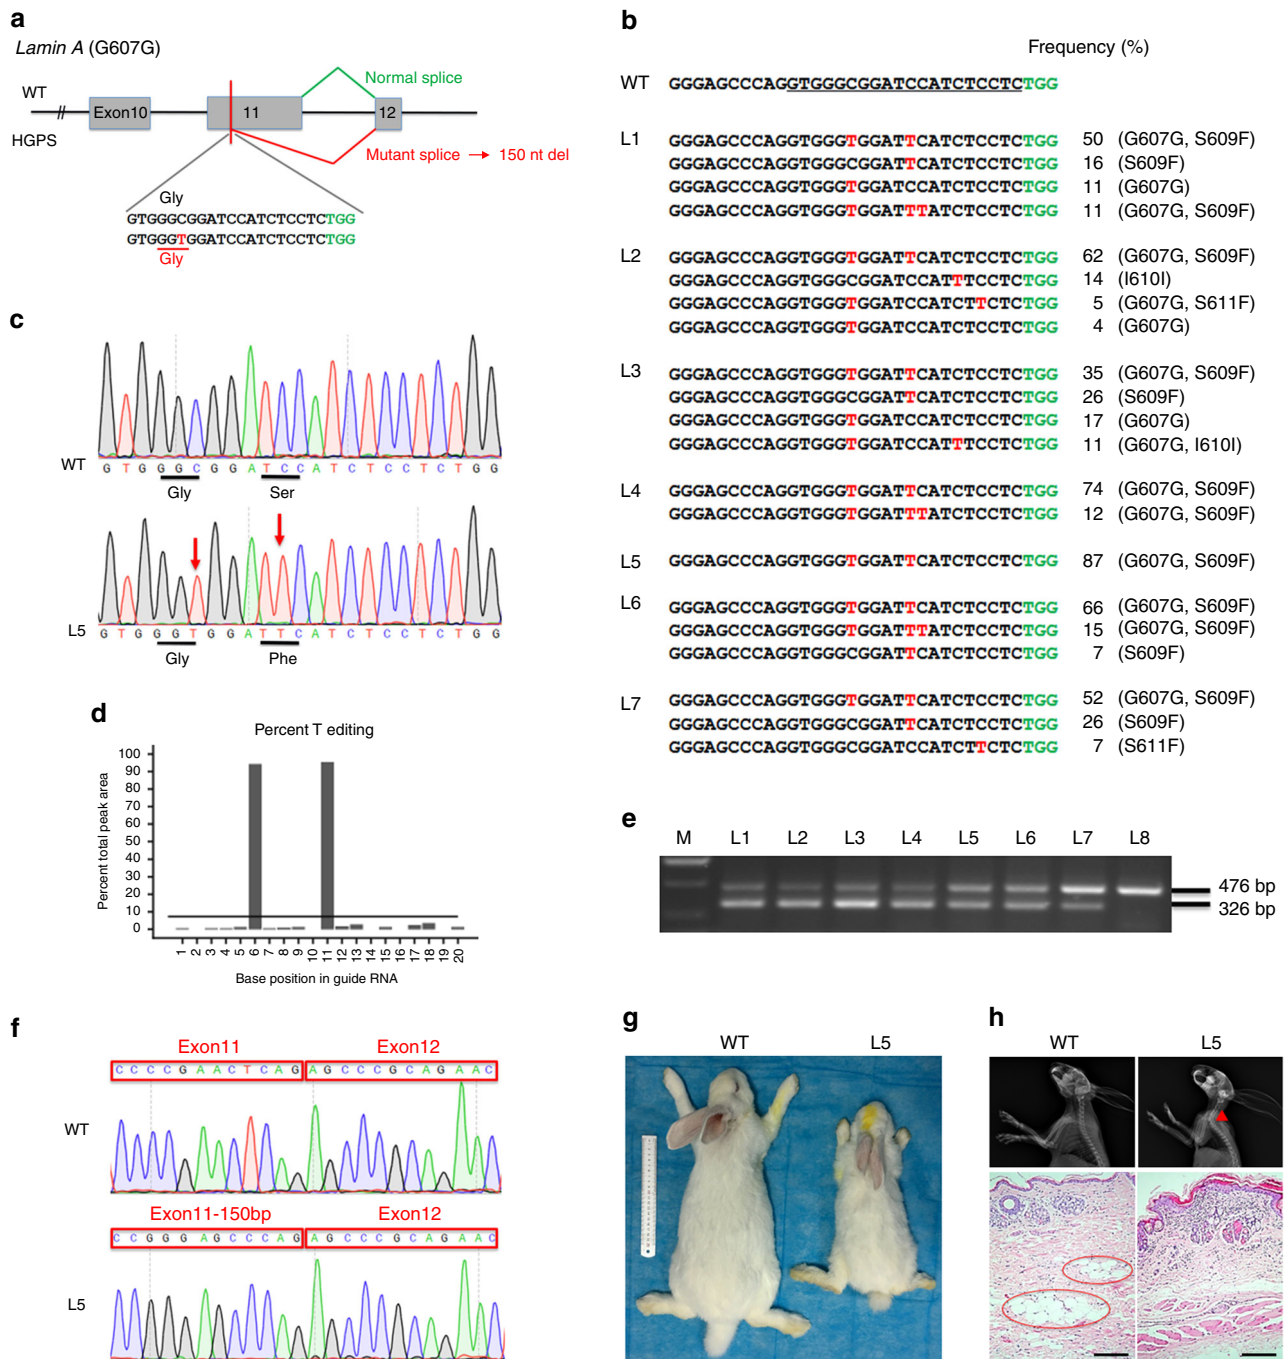 a
Lamin A (G607G)
WT
HGPS
Exon10
11
12
Normal splice
Mutant splice → 150 nt del
Gly
GTGGGCGGATCCATCTCCTCTGG
GTGGGTGGATCCATCTCCTCTGG
Gly
b
Frequency (%)
WT GGGAGCCCAGGTGGGCGGATCCATCTCCTCTGG
L1 GGGAGCCCAGGTGGGTGGATTCATCTCCTCTGG 50 (G607G, S609F)
GGGAGCCCAGGTGGGCGGATTCATCTCCTCTGG 16 (S609F)
GGGAGCCCAGGTGGGTGGATCCATCTCCTCTGG 11 (G607G)
GGGAGCCCAGGTGGGTGGATTTATCTCCTCTGG 11 (G607G, S609F)
L2 GGGAGCCCAGGTGGGTGGATTCATCTCCTCTGG 62 (G607G, S609F)
GGGAGCCCAGGTGGGCGGATCCATTTCCTCTGG 14 (I610I)
GGGAGCCCAGGTGGGTGGATCCATCTTCTCTGG 5 (G607G, S611F)
GGGAGCCCAGGTGGGTGGATCCATCTCCTCTGG 4 (G607G)
L3 GGGAGCCCAGGTGGGTGGATTCATCTCCTCTGG 35 (G607G, S609F)
GGGAGCCCAGGTGGGCGGATTCATCTCCTCTGG 26 (S609F)
GGGAGCCCAGGTGGGTGGATCCATCTCCTCTGG 17 (G607G)
GGGAGCCCAGGTGGGTGGATCCATTTCCTCTGG 11 (G607G, I610I)
L4 GGGAGCCCAGGTGGGTGGATTCATCTCCTCTGG 74 (G607G, S609F)
GGGAGCCCAGGTGGGTGGATTTATCTCCTCTGG 12 (G607G, S609F)
L5 GGGAGCCCAGGTGGGTGGATTCATCTCCTCTGG 87 (G607G, S609F)
L6 GGGAGCCCAGGTGGGTGGATTCATCTCCTCTGG 66 (G607G, S609F)
GGGAGCCCAGGTGGGTGGATTTATCTCCTCTGG 15 (G607G, S609F)
GGGAGCCCAGGTGGGCGGATTCATCTCCTCTGG 7 (S609F)
L7 GGGAGCCCAGGTGGGTGGATTCATCTCCTCTGG 52 (G607G, S609F)
GGGAGCCCAGGTGGGCGGATTCATCTCCTCTGG 26 (S609F)
GGGAGCCCAGGTGGGCGGATCCATCTTCTCTGG 7 (S611F)
c
WT G T G G G C G G A T C C A T C T C C T C T G G
Gly Ser
L5 G T G G G T G G A T T C A T C T C C T C T G G
Gly Phe
d
Percent T editing
Percent total peak area
100
90
80
70
60
50
40
30
20
10
0
1 2 3 4 5 6 7 8 9 10 11 12 13 14 15 16 17 18 19 20
Base position in guide RNA
e
M L1 L2 L3 L4 L5 L6 L7 L8
476 bp
326 bp
f
Exon11 Exon12
C C C C G A A C T C A G A G C C C G C A G A A C
WT
Exon11-150bp Exon12
C C G G G A G C C C A G A G C C C G C A G A A C
L5
g
WT L5
h
WT L5